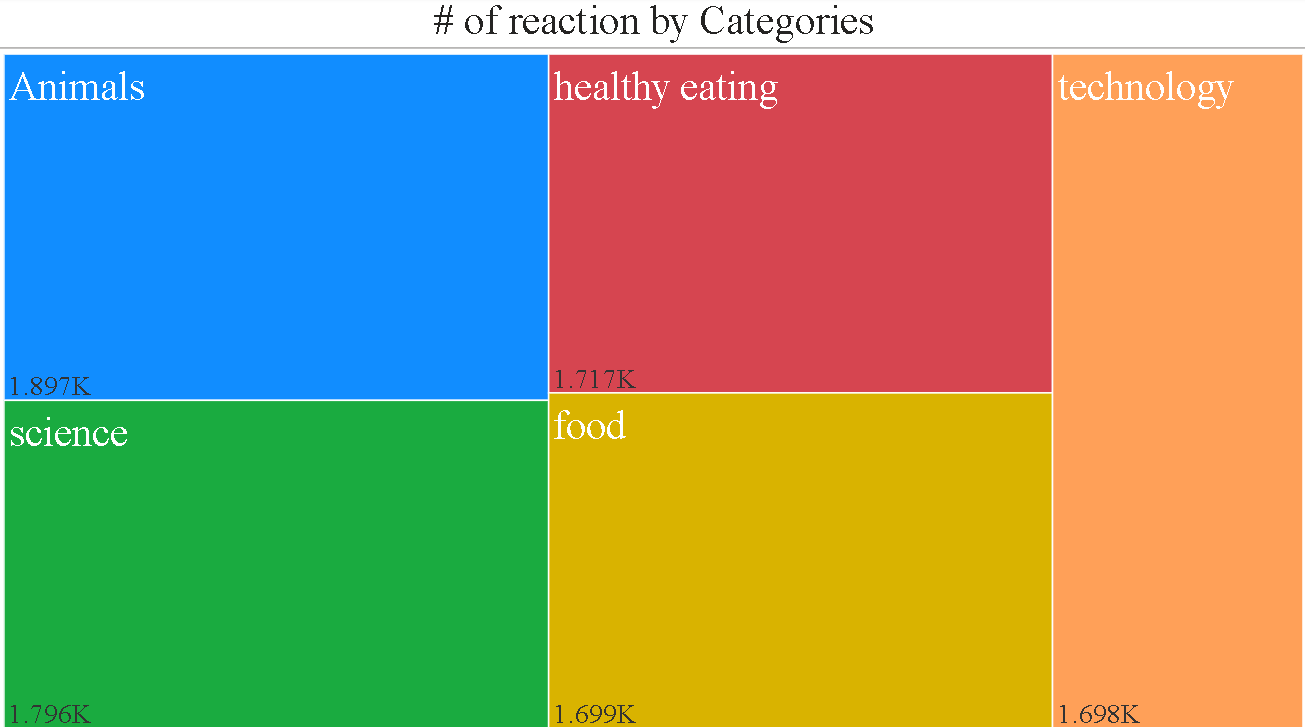 # of reaction by Categories
Animals
1.897K
science
1.796K
healthy eating
1.717K
food
1.699K
technology
1.698K